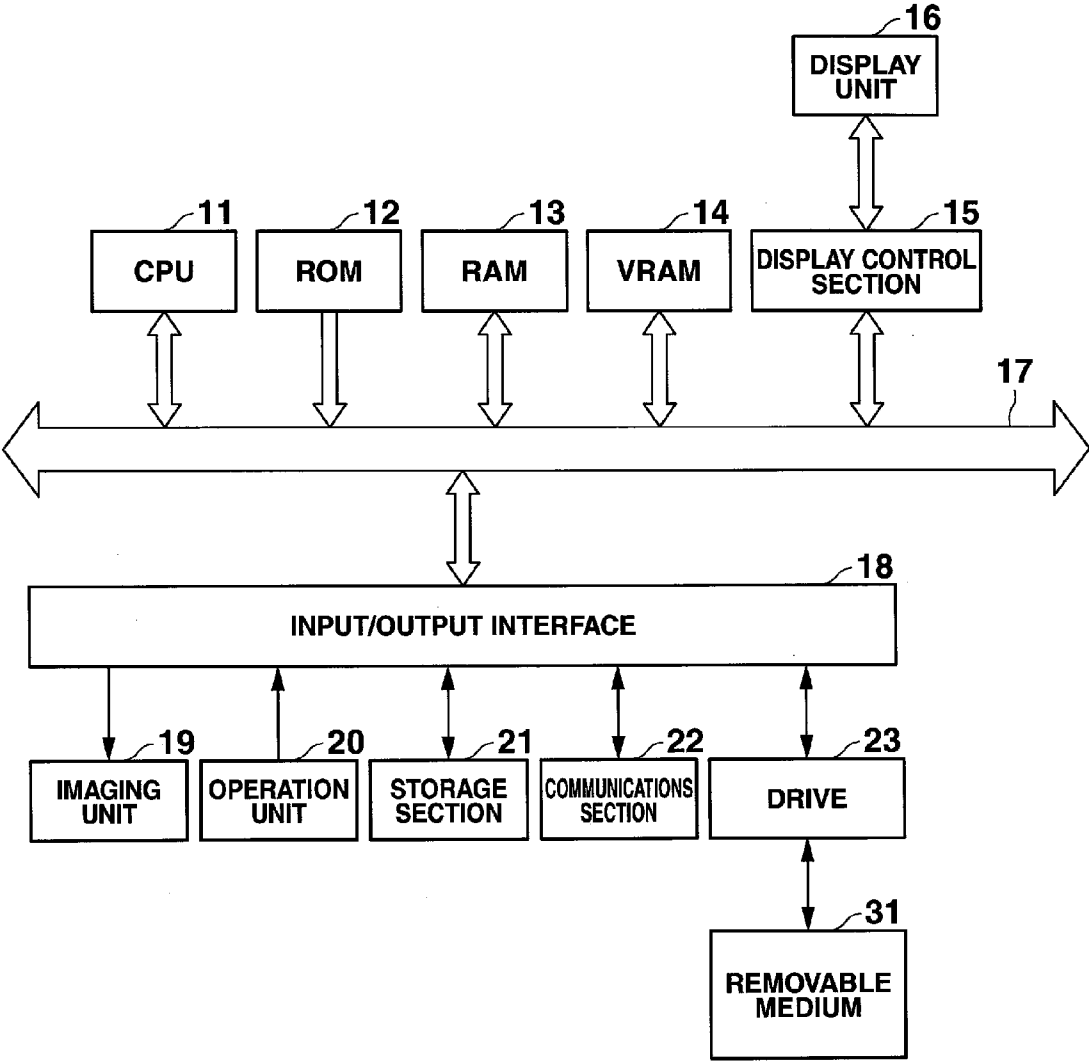 16
DISPLAY
UNIT
11
12
13
14
15
CPU
ROM
RAM
VRAM
DISPLAY CONTROL
SECTION
17
18
INPUT/OUTPUT INTERFACE
19
20
21
22
23
IMAGING
UNIT
OPERATION
UNIT
STORAGE
SECTION
COMMUNICATIONS
SECTION
DRIVE
31
REMOVABLE
MEDIUM